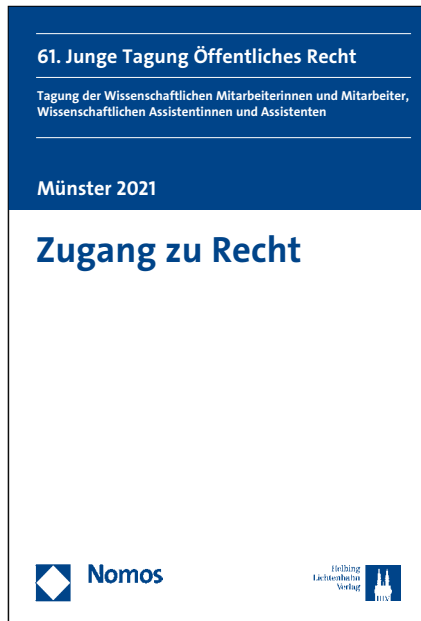 61. Junge Tagung Öffentliches Recht
Tagung der Wissenschaftlichen Mitarbeiterinnen und Mitarbeiter,
Wissenschaftlichen Assistentinnen und Assistenten
Münster 2021
Zugang zu Recht
Nomos
Helbing
Lichtenhahn
Verlag
HLV